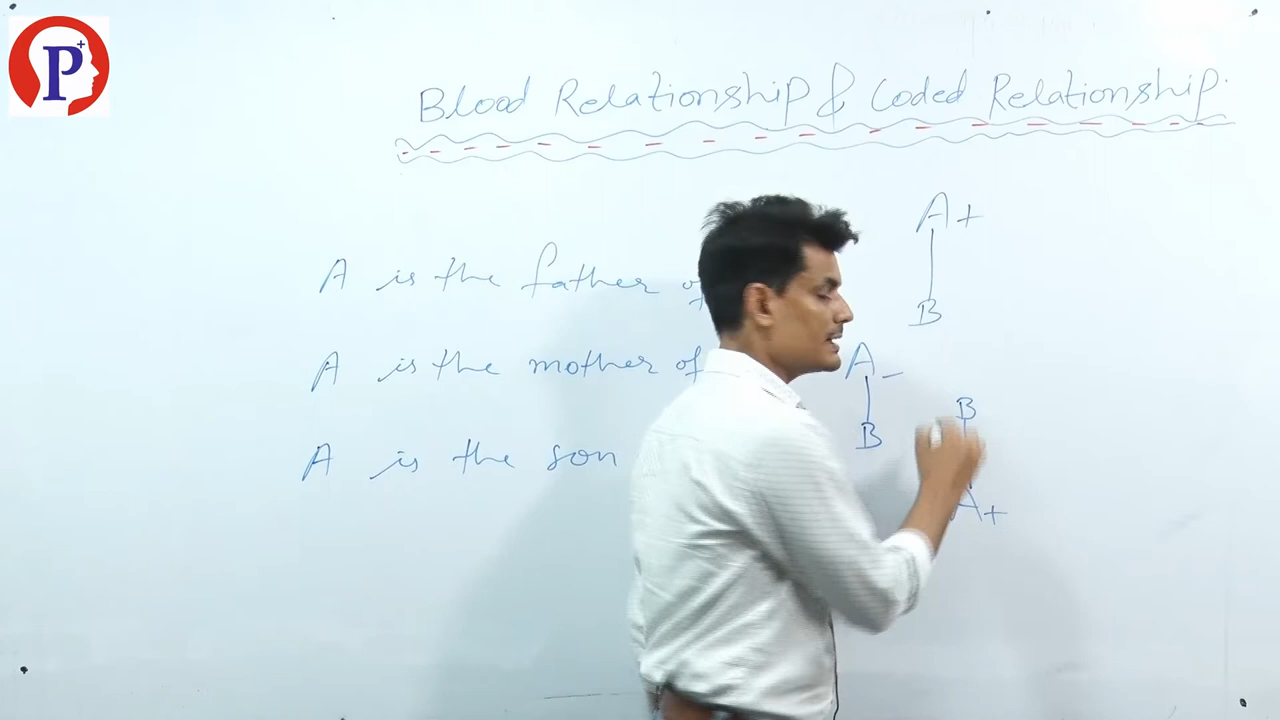 P+
Blood Relationship & Coded Relationship.
A is the father of
A+
B
A is the mother of
A-
B
A is the son
B
A+